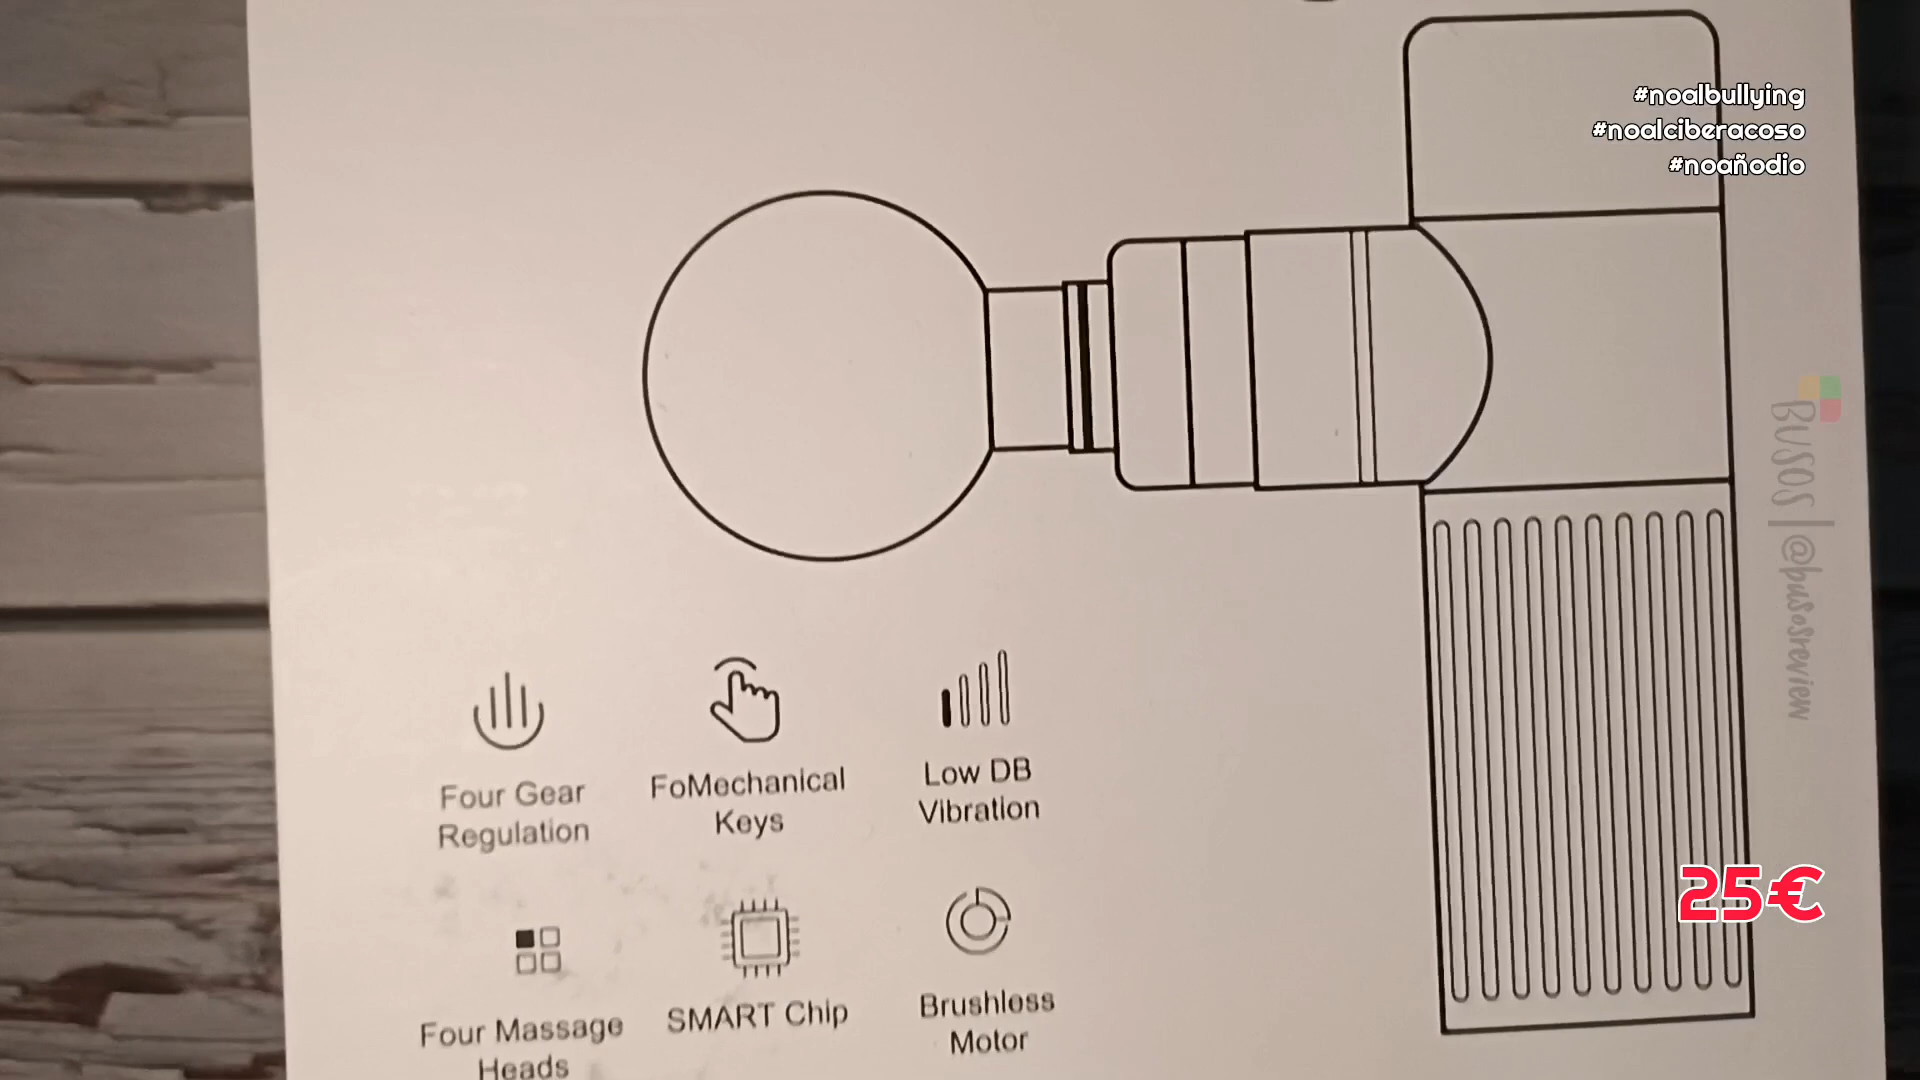 #noalbullying
#noalciberacoso
#noañodio
BUSOS | @busosreview
Four Gear
Regulation
FoMechanical
Keys
Low DB
Vibration
25€
Four Massage
Heads
SMART Chip
Brushless
Motor